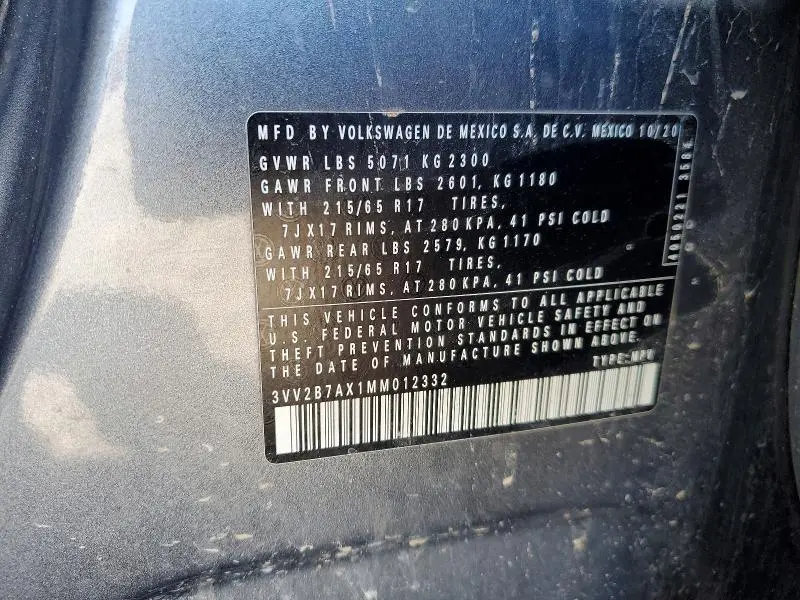 MFD BY VOLKSWAGEN DE MEXICO S.A. DE C.V. MEXICO 10/20
GVWR LBS 5071 KG 2300
GAWR FRONT LBS 2601, KG 1180
WITH 215/65 R17 TIRES,
7JX17 RIMS, AT 280 KPA, 41 PSI COLD
GAWR REAR LBS 2579, KG 1170
WITH 215/65 R17 TIRES,
7JX17 RIMS, AT 280 KPA, 41 PSI COLD
THIS VEHICLE CONFORMS TO ALL APPLICABLE
U.S. FEDERAL MOTOR VEHICLE SAFETY AND
THEFT PREVENTION STANDARDS IN EFFECT ON
THE DATE OF MANUFACTURE SHOWN ABOVE.
TYPE: MPV
3VV2B7AX1MM012332